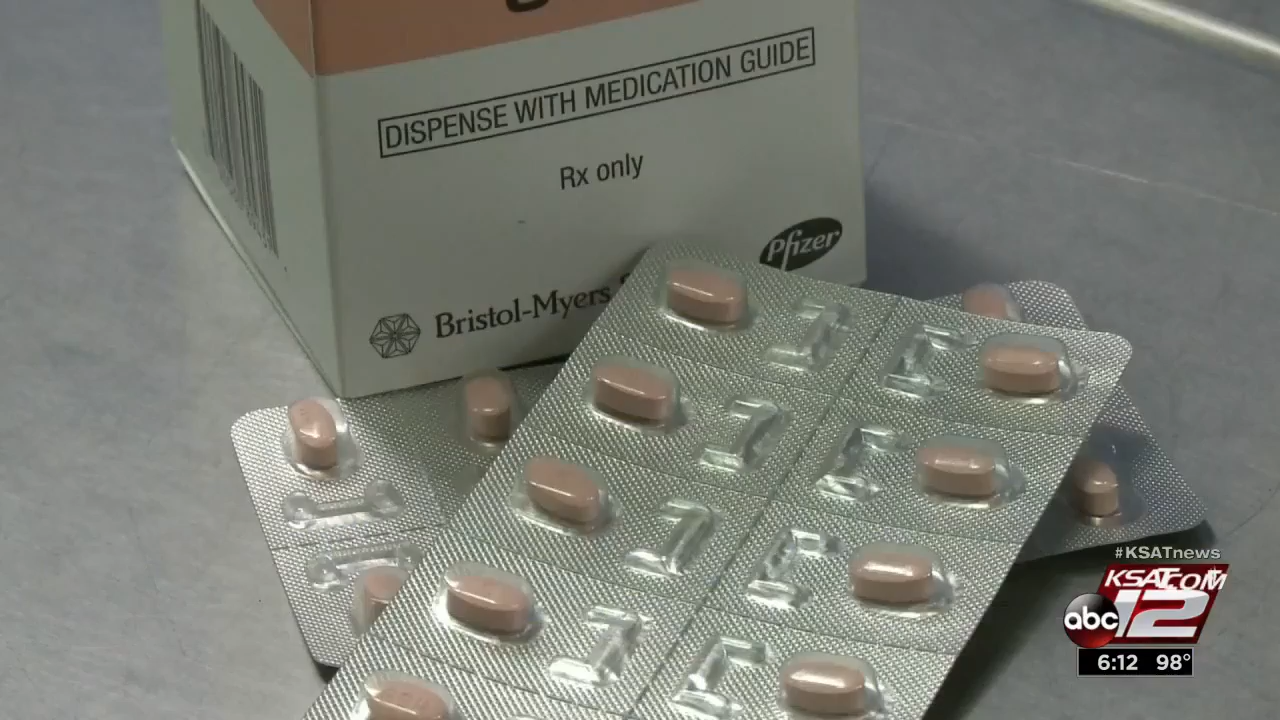 DISPENSE WITH MEDICATION GUIDE
Rx only
Pfizer
Bristol-Myers
#KSATnews
KSAT.COM
abc 12
6:12 98°